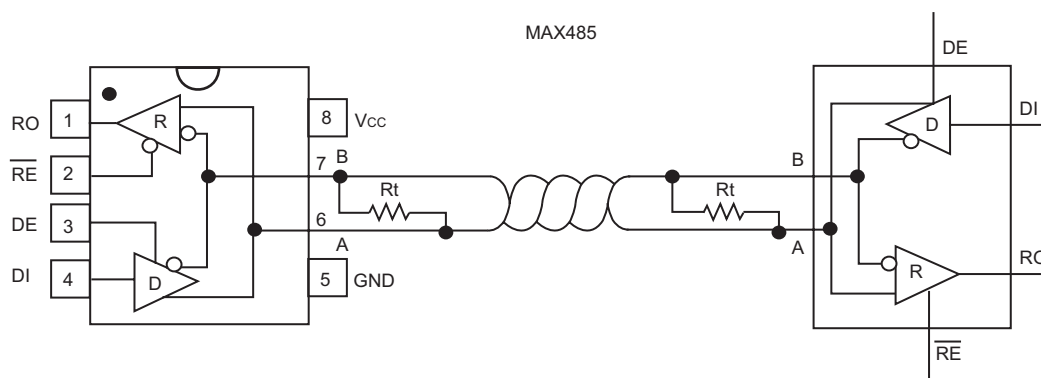 MAX485
DE
RO 1
R
8 Vcc
D
DI
RE 2
7 B
Rt
Rt
B
DE 3
6
A
A
DI 4
D
5 GND
R
RO
RE